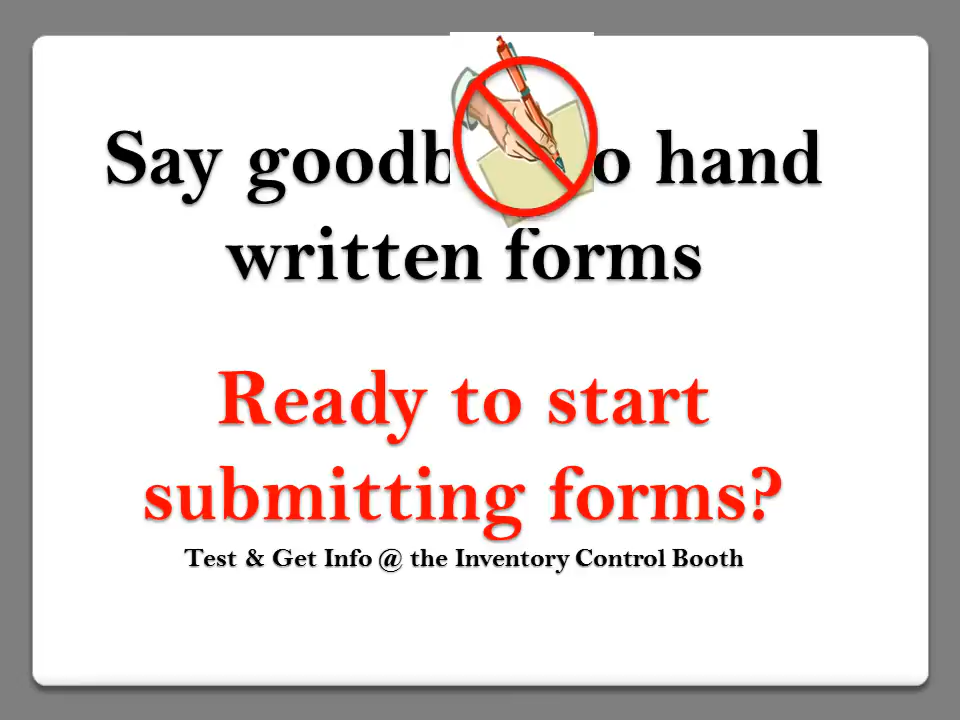 Say goodb o hand
written forms
Ready to start
submitting forms?
Test & Get Info @ the Inventory Control Booth